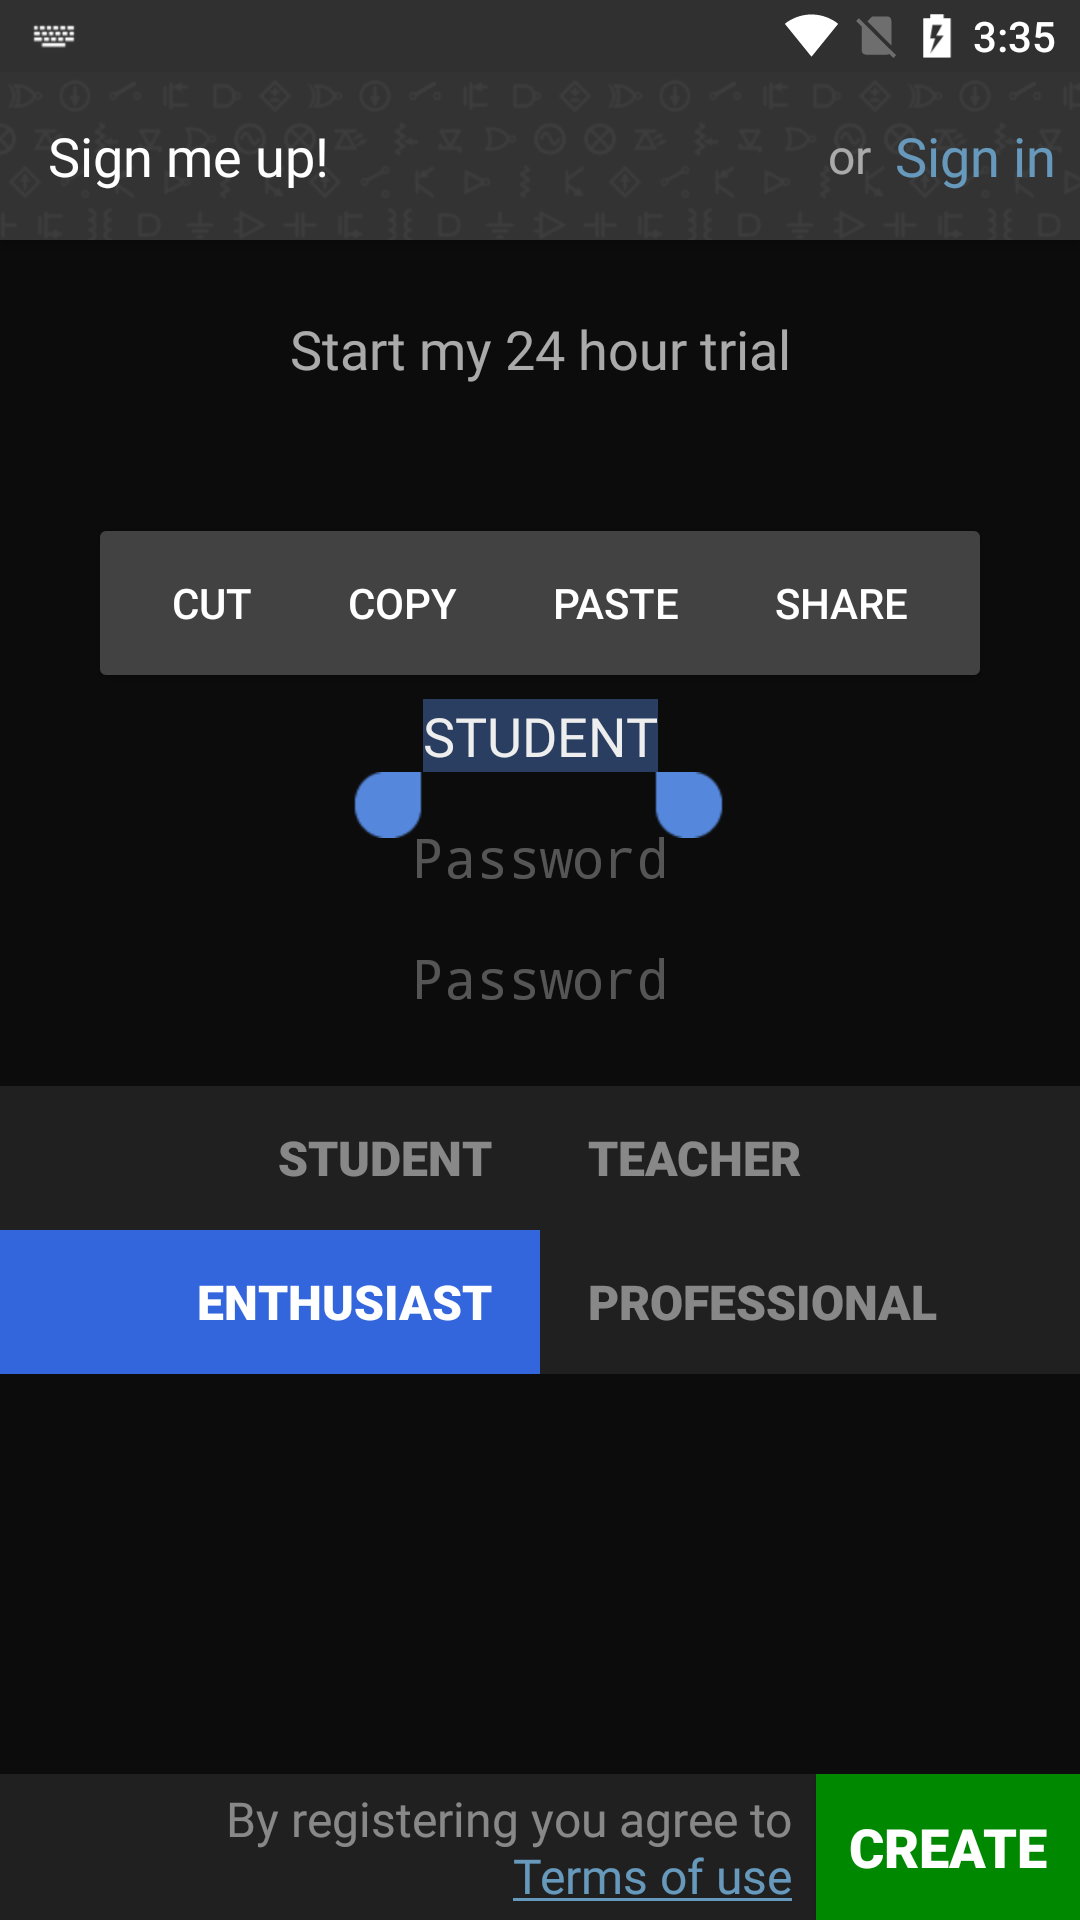 3:35
Sign me up! or Sign in
Start my 24 hour trial
CUT COPY PASTE SHARE
STUDENT
Password
Password
STUDENT TEACHER
ENTHUSIAST PROFESSIONAL
By registering you agree to
Terms of use
CREATE